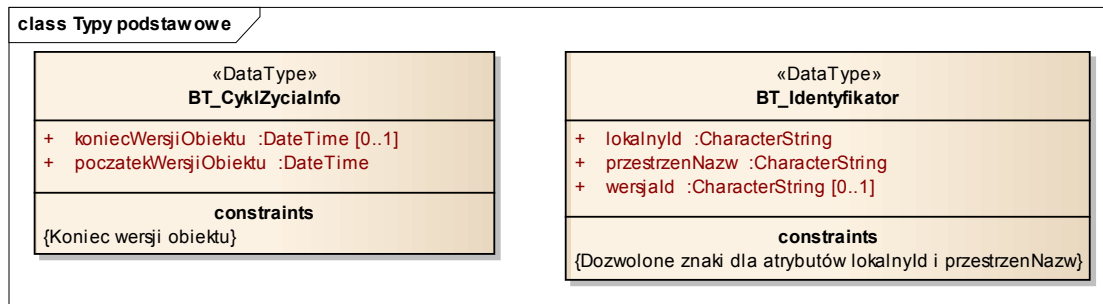 class Typy podstawowe
«DataType»
BT_CyklZyciaInfo
+ koniecWersjiObiektu :DateTime [0..1]
+ poczatekWersjiObiektu :DateTime
constraints
{Koniec wersji obiektu}
«DataType»
BT_Identyfikator
+ lokalnyId :CharacterString
+ przestrzenNazw :CharacterString
+ wersjaId :CharacterString [0..1]
constraints
{Dozwolone znaki dla atrybutów lokalnyId i przestrzenNazw}